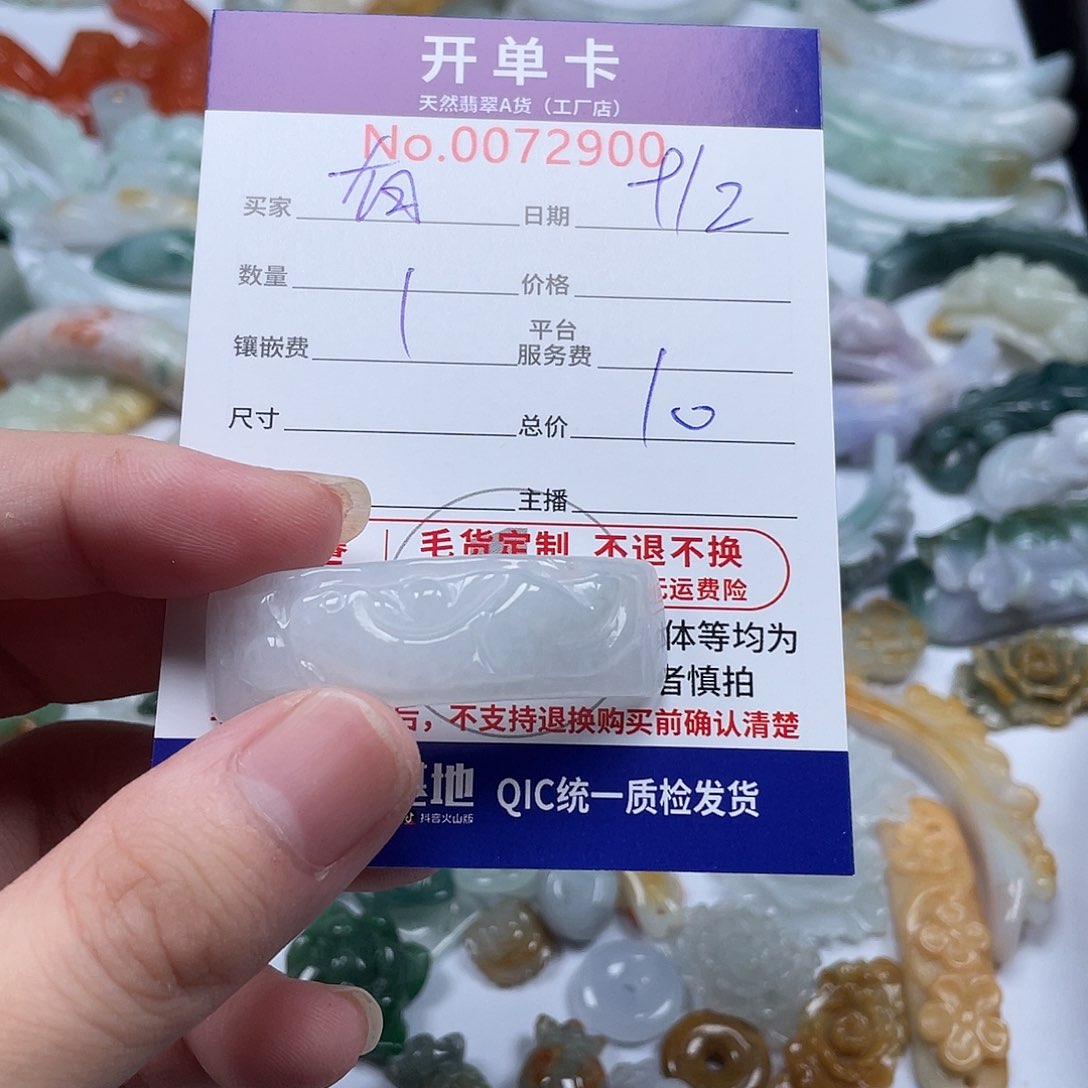 开单卡
天然翡翠A货（工厂店）
No.0072900
买家 日期 9/2
数量 1 价格
镶嵌费 平台服务费
尺寸 总价 10
主播
毛货定制 不退不换
运费险
体等均为
者慎拍
后，不支持退换购买前确认清楚
基地 QIC统一质检发货
抖音火山版